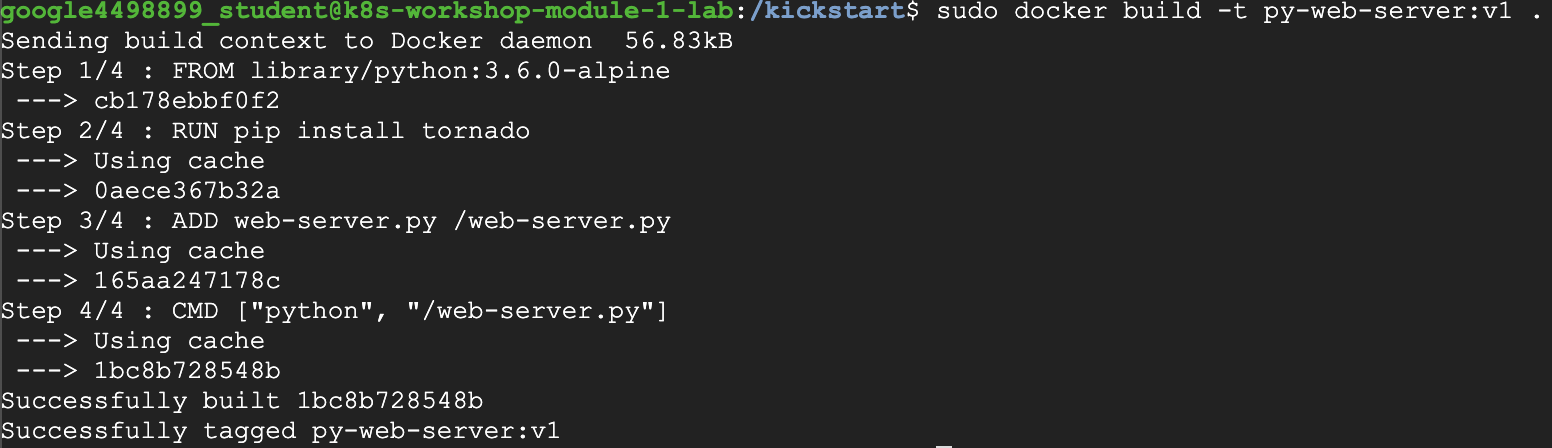 google4498899_student@k8s-workshop-module-1-lab:/kickstart$ sudo docker build -t py-web-server:v1 .
Sending build context to Docker daemon  56.83kB
Step 1/4 : FROM library/python:3.6.0-alpine
 ---> cb178ebbf0f2
Step 2/4 : RUN pip install tornado
 ---> Using cache
 ---> 0aece367b32a
Step 3/4 : ADD web-server.py /web-server.py
 ---> Using cache
 ---> 165aa247178c
Step 4/4 : CMD ["python", "/web-server.py"]
 ---> Using cache
 ---> 1bc8b728548b
Successfully built 1bc8b728548b
Successfully tagged py-web-server:v1